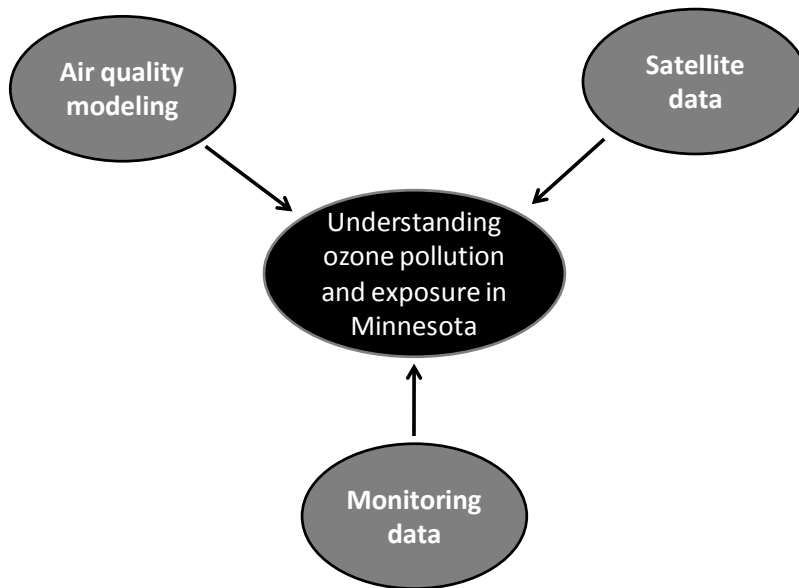 Air quality
modeling
Satellite
data
Understanding
ozone pollution
and exposure in
Minnesota
Monitoring
data